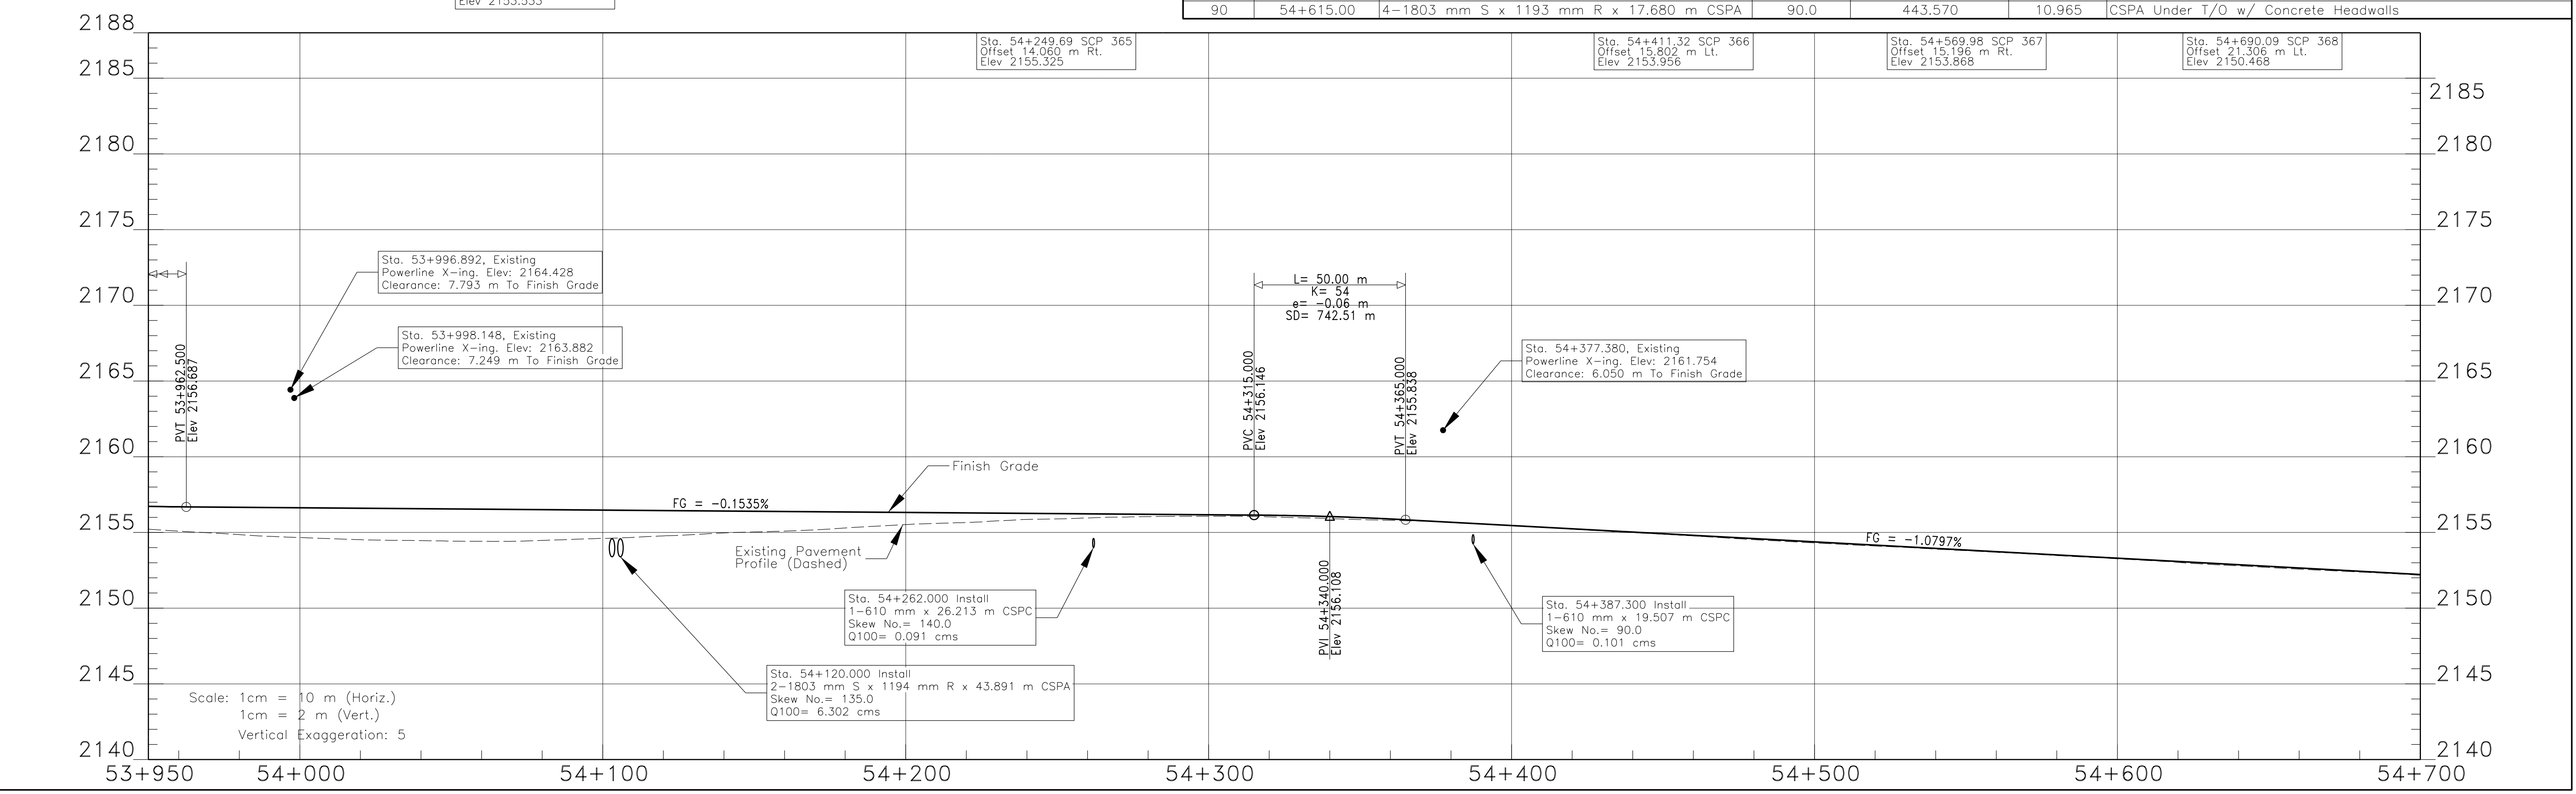 Elev 2153.533
90 54+615.00 4-1803 mm S x 1193 mm R x 17.680 m CSPA 90.0 443.570 10.965 CSPA Under T/O w/ Concrete Headwalls
2188
Sta. 54+249.69 SCP 365
Offset 14.060 m Rt.
Elev 2155.325
Sta. 54+411.32 SCP 366
Offset 15.802 m Lt.
Elev 2153.956
Sta. 54+569.98 SCP 367
Offset 15.196 m Rt.
Elev 2153.868
Sta. 54+690.09 SCP 368
Offset 21.306 m Lt.
Elev 2150.468
2185 2185
2180 2180
2175 2175
Sta. 53+996.892, Existing
Powerline X-ing. Elev: 2164.428
Clearance: 7.793 m To Finish Grade
L= 50.00 m
K= 54
e= -0.06 m
SD= 742.51 m
2170 2170
Sta. 53+998.148, Existing
Powerline X-ing. Elev: 2163.882
Clearance: 7.249 m To Finish Grade
Sta. 54+377.380, Existing
Powerline X-ing. Elev: 2161.754
Clearance: 6.050 m To Finish Grade
PVT 53+962.500
Elev 2156.687
PVC 54+315.000
Elev 2156.146
PVT 54+365.000
Elev 2155.838
2165 2165
2160 2160
Finish Grade
FG = -0.1535%
2155 2155
FG = -1.0797%
Existing Pavement
Profile (Dashed)
PVI 54+340.000
Elev 2156.108
Sta. 54+262.000 Install
1-610 mm x 26.213 m CSPC
Skew No.= 140.0
Q100= 0.091 cms
Sta. 54+387.300 Install
1-610 mm x 19.507 m CSPC
Skew No.= 90.0
Q100= 0.101 cms
2150 2150
Sta. 54+120.000 Install
2-1803 mm S x 1194 mm R x 43.891 m CSPA
Skew No.= 135.0
Q100= 6.302 cms
2145 2145
Scale: 1cm = 10 m (Horiz.)
1cm = 2 m (Vert.)
Vertical Exaggeration: 5
2140 2140
53+950 54+000 54+100 54+200 54+300 54+400 54+500 54+600 54+700